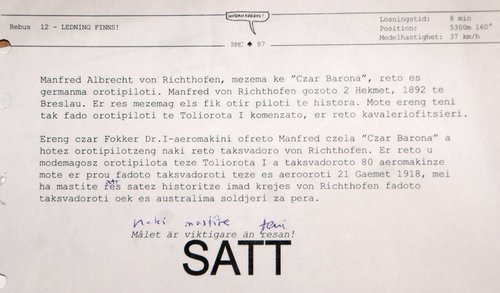 Rebus 12 - LEDNING FINNS!
RMC ♠ 87
Lösningstid: 8 min
Position: 5300m 160°
Medelhastighet: 37 km/h
Manfred Albrecht von Richthofen, mezema ke "Czar Barona", reto es
germanma orotipiloti. Manfred von Richthofen gozoto 2 Hekmet, 1892 te
Breslau. Er res mezemag els fik otir piloti te histora. Mote ereng teni
tak fado orotipiloti te Toliorota I komenzato, er reto kavaleriofitsieri.
Ereng czar Fokker Dr.I-aeromakini ofreto Manfred czela "Czar Barona" a
hotez orotipilotzeng naki reto taksvadro von Richthofen. Er reto u
modemagosz orotipilota teze Toliorota I a taksvadoroto 80 aeromakinze
mote er prou fadoto taksvadroti teze es aerooroti 21 Gaemet 1918, mei
ha mastite res satez historitze imad krejes von Richthofen fadoto
taksvadroti oek es australima soldjeri za pera.
naki mastite teni
Målet är viktigare än resan!
SATT